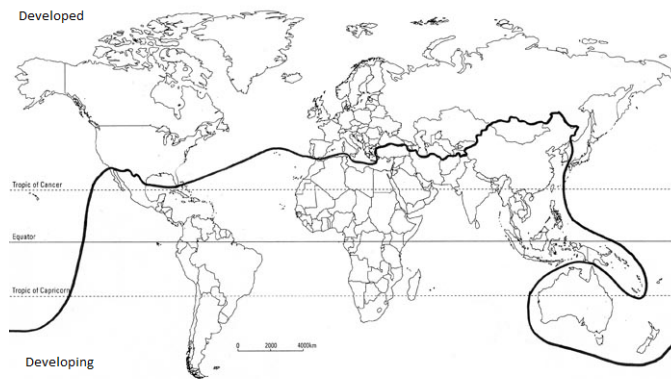 Developed
Tropic of Cancer
Equator
Tropic of Capricorn
0 2000 4000km
Developing